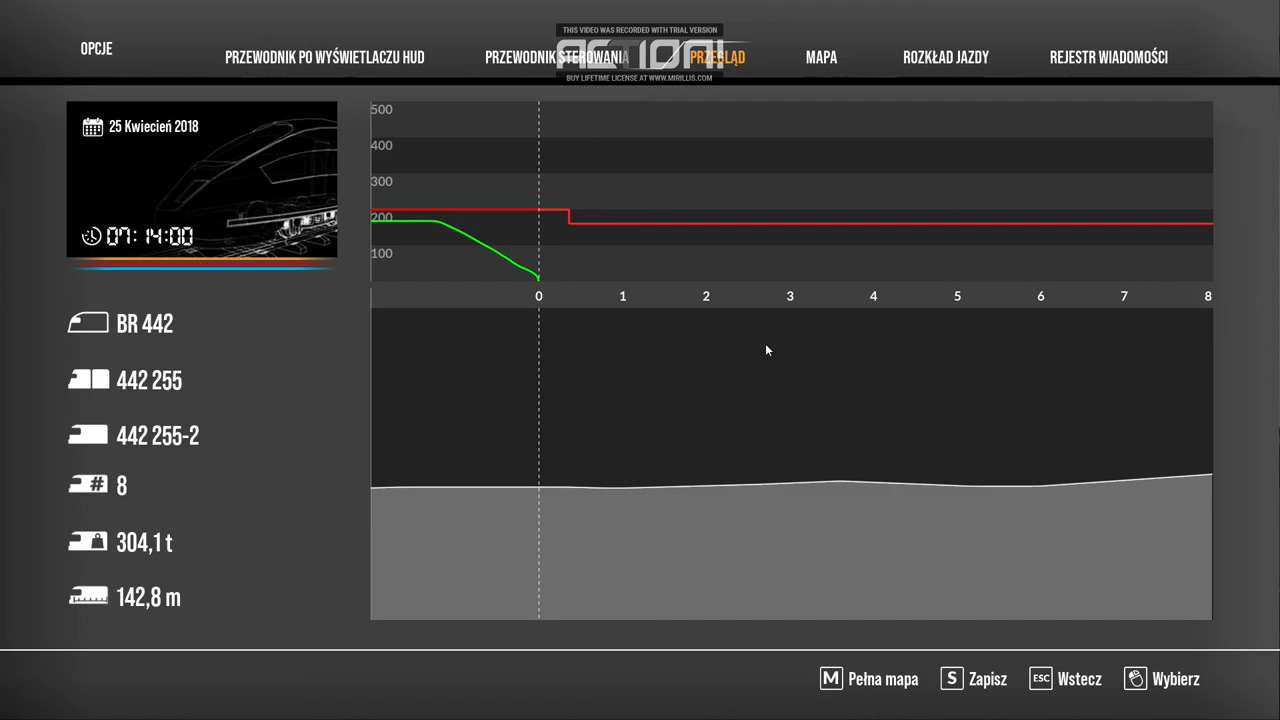 THIS VIDEO WAS RECORDED WITH TRIAL VERSION
ACTION!
BUY LIFETIME LICENSE AT WWW.MIRILLIS.COM
OPCJE
PRZEWODNIK PO WYŚWIETLACZU HUD
PRZEWODNIK STEROWANIA
PRZEGLĄD
MAPA
ROZKŁAD JAZDY
REJESTR WIADOMOŚCI
25 Kwiecień 2018
07:14:00
BR 442
442 255
442 255-2
# 8
304,1 t
142,8 m
500
400
300
200
100
0 1 2 3 4 5 6 7 8
M Pełna mapa
S Zapisz
ESC Wstecz
Wybierz